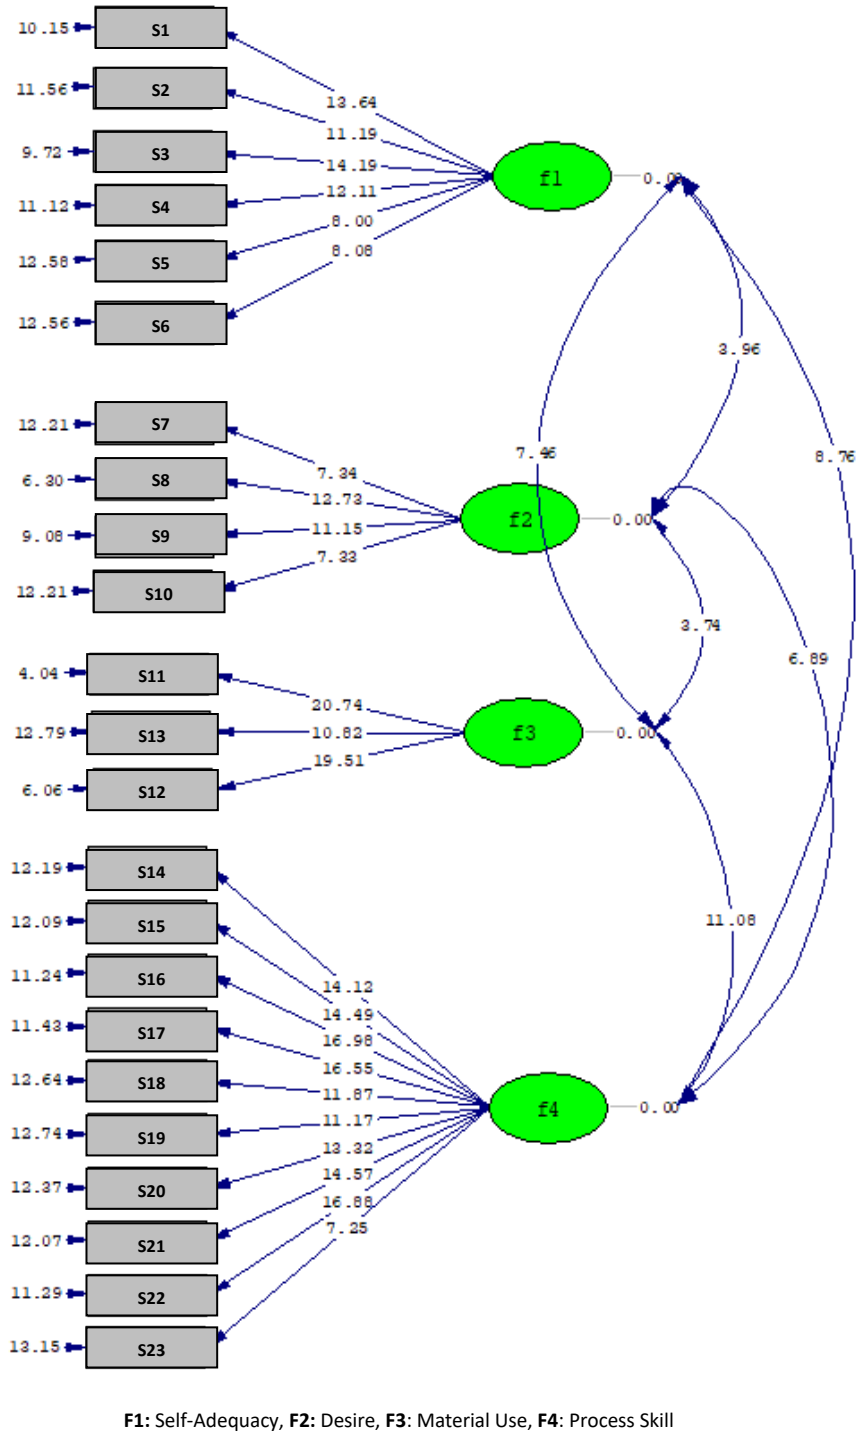 10.15 S1
13.64
11.56 S2
11.19
9.72 S3
14.19
f1 0.00
11.12 S4
12.11
8.00
12.58 S5
8.08
12.56 S6
3.96
12.21 S7
7.46 8.76
7.34
6.30 S8
12.73
f2 0.00
9.08 S9
11.15
7.33
12.21 S10
3.74
6.89
4.04 S11
20.74
12.79 S13
10.82
f3 0.00
19.51
6.06 S12
12.19 S14
12.09 S15
11.08
11.24 S16
14.12
14.49
11.43 S17
16.98
16.55
12.64 S18
11.87
f4 0.00
11.17
12.74 S19
13.32
14.57
12.37 S20
16.88
7.25
12.07 S21
11.29 S22
13.15 S23
F1: Self-Adequacy, F2: Desire, F3: Material Use, F4: Process Skill